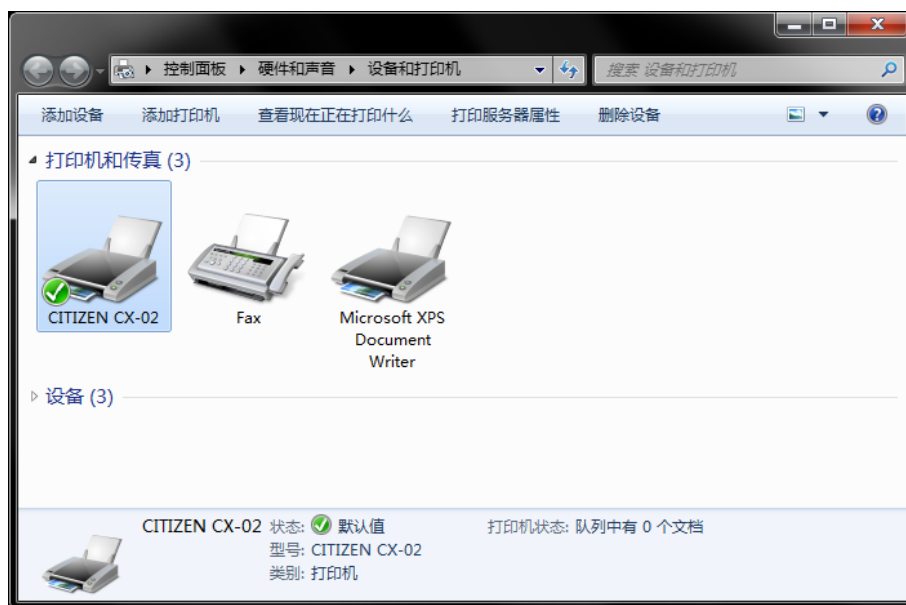 控制面板 硬件和声音 设备和打印机 搜索 设备和打印机
添加设备 添加打印机 查看现在正在打印什么 打印服务器属性 删除设备
打印机和传真 (3)
CITIZEN CX-02
Fax
Microsoft XPS
Document
Writer
设备 (3)
CITIZEN CX-02 状态: 默认值 打印机状态: 队列中有 0 个文档
型号: CITIZEN CX-02
类别: 打印机